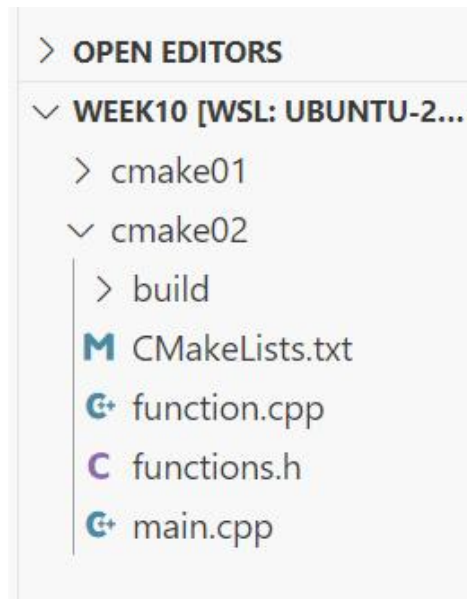 OPEN EDITORS
WEEK10 [WSL: UBUNTU-2...
cmake01
cmake02
build
M CMakeLists.txt
C++ function.cpp
C functions.h
C++ main.cpp